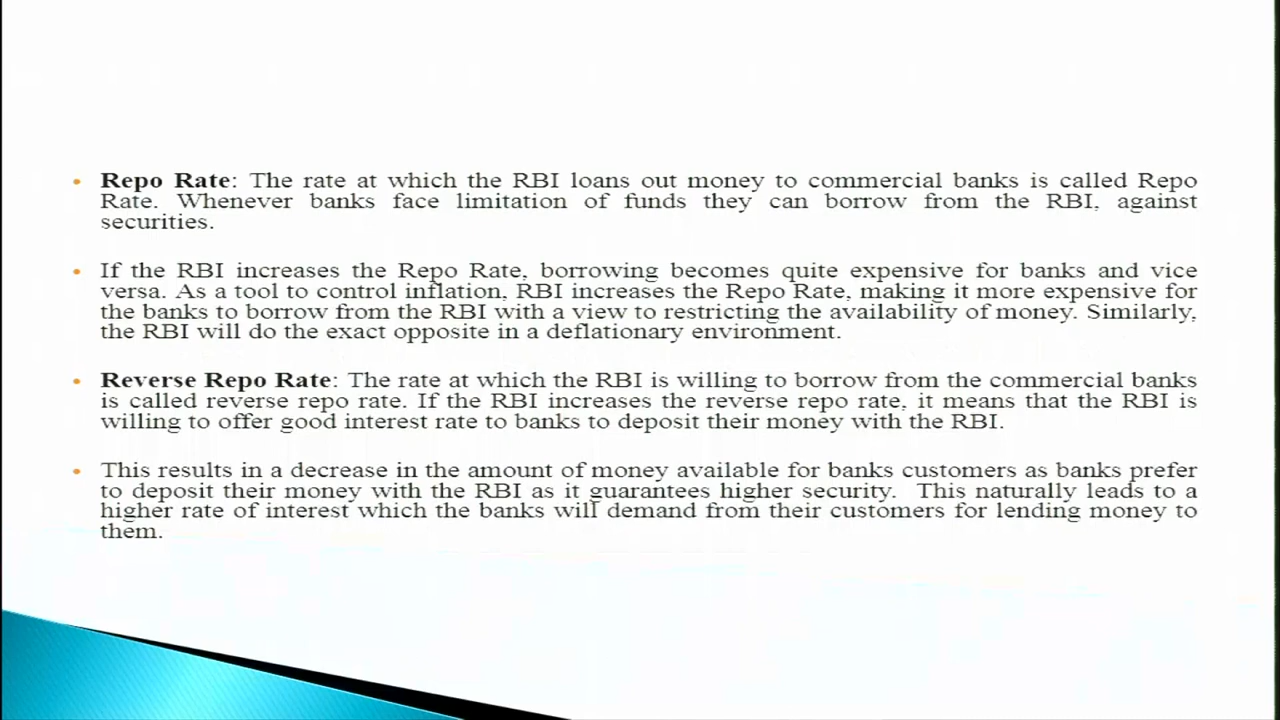 • Repo Rate: The rate at which the RBI loans out money to commercial banks is called Repo
Rate. Whenever banks face limitation of funds they can borrow from the RBI, against
securities.
• If the RBI increases the Repo Rate, borrowing becomes quite expensive for banks and vice
versa. As a tool to control inflation, RBI increases the Repo Rate, making it more expensive for
the banks to borrow from the RBI with a view to restricting the availability of money. Similarly,
the RBI will do the exact opposite in a deflationary environment.
• Reverse Repo Rate: The rate at which the RBI is willing to borrow from the commercial banks
is called reverse repo rate. If the RBI increases the reverse repo rate, it means that the RBI is
willing to offer good interest rate to banks to deposit their money with the RBI.
• This results in a decrease in the amount of money available for banks customers as banks prefer
to deposit their money with the RBI as it guarantees higher security. This naturally leads to a
higher rate of interest which the banks will demand from their customers for lending money to
them.